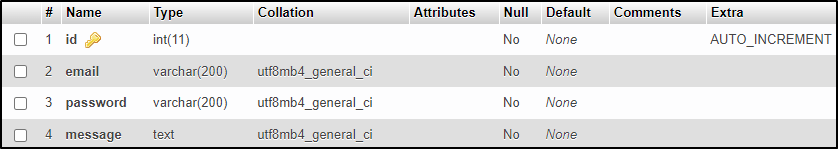 # Name Type Collation Attributes Null Default Comments Extra
1 id int(11) No None AUTO_INCREMENT
2 email varchar(200) utf8mb4_general_ci No None
3 password varchar(200) utf8mb4_general_ci No None
4 message text utf8mb4_general_ci No None